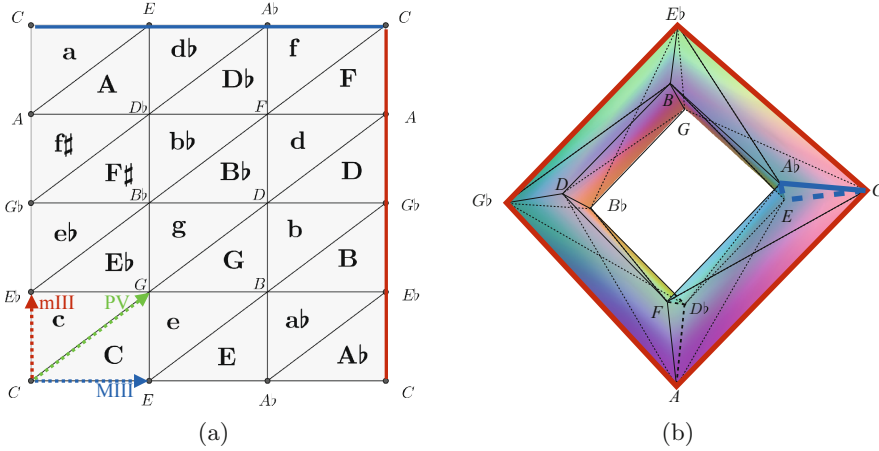 C E A♭ C
a d♭ f
A D♭ F
A D♭ F A
f♯ b♭ d
F♯ B♭ D
G♭ B♭ D G♭
e♭ g b
E♭ G B
E♭ G B E♭
mIII PV
c e a♭
C E A♭
C MIII E A♭ C
(a)
E♭
B
G
A♭
D
G♭ B♭ E
F D♭
A
(b)